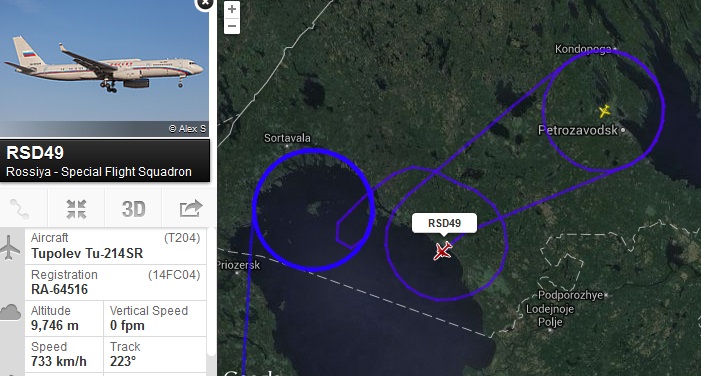 © Alex S
RSD49
Rossiya - Special Flight Squadron
3D
Aircraft (T204)
Tupolev Tu-214SR
Registration (14FC04)
RA-64516
Altitude Vertical Speed
9,746 m 0 fpm
Speed Track
733 km/h 223°
+
−
Kondopoga
Petrozavodsk
Sortavala
RSD49
Priozersk
Podporozhye
Lodejnoje
Polje